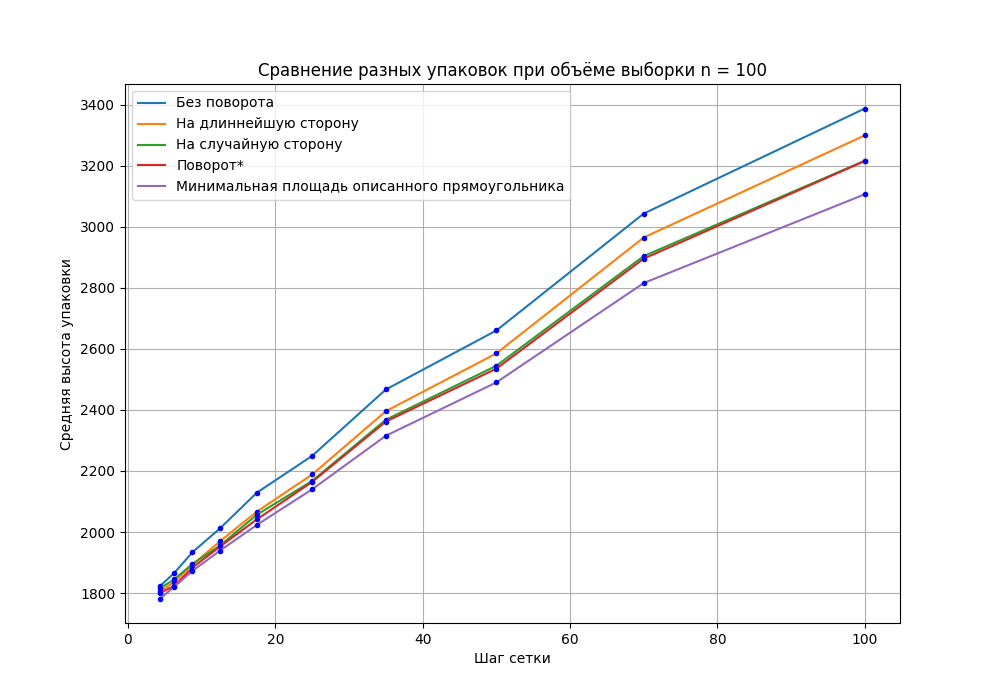 Сравнение разных упаковок при объёме выборки n = 100
Без поворота
На длиннейшую сторону
На случайную сторону
Поворот*
Минимальная площадь описанного прямоугольника
Средняя высота упаковки
3400
3200
3000
2800
2600
2400
2200
2000
1800
0 20 40 60 80 100
Шаг сетки